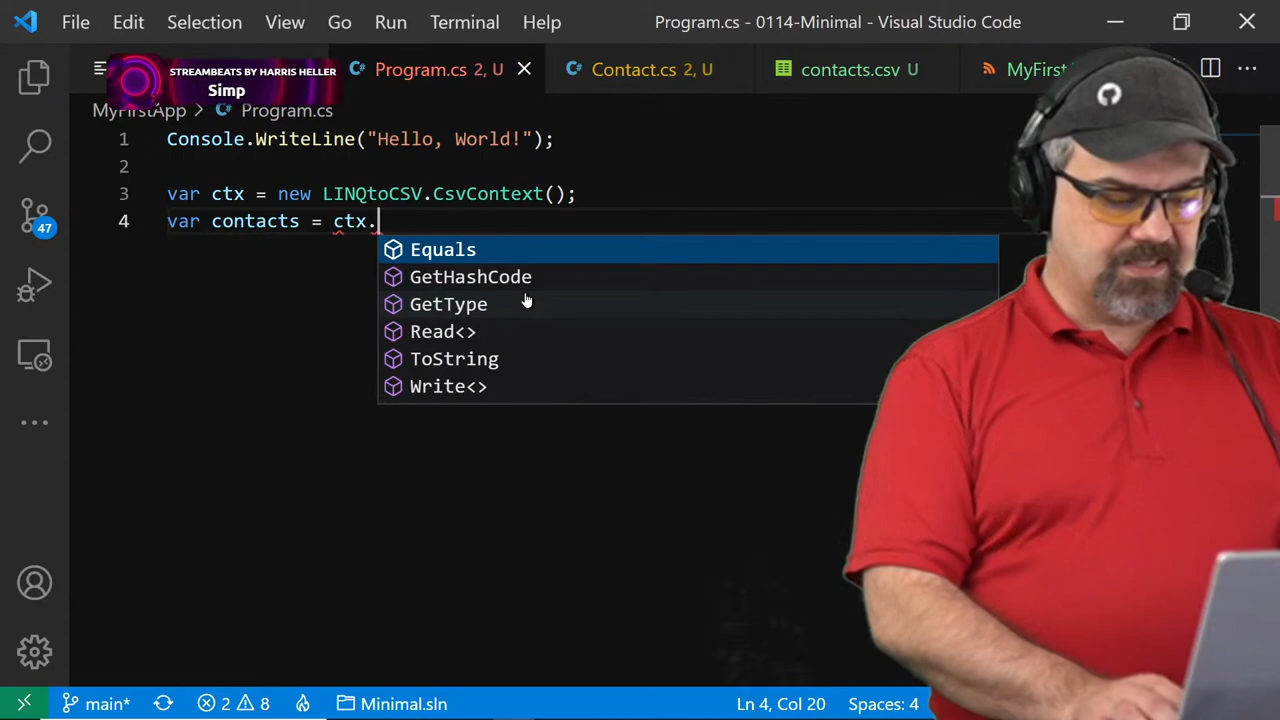 File Edit Selection View Go Run Terminal Help Program.cs - 0114-Minimal - Visual Studio Code
STREAMBEATS BY HARRIS HELLER
Simp
Program.cs 2, U Contact.cs 2, U contacts.csv U MyFirst
MyFirstApp > Program.cs
1 Console.WriteLine("Hello, World!");
2
3 var ctx = new LINQtoCSV.CsvContext();
4 var contacts = ctx.
Equals
GetHashCode
GetType
Read<>
ToString
Write<>
47
main* 2 8 Minimal.sln Ln 4, Col 20 Spaces: 4